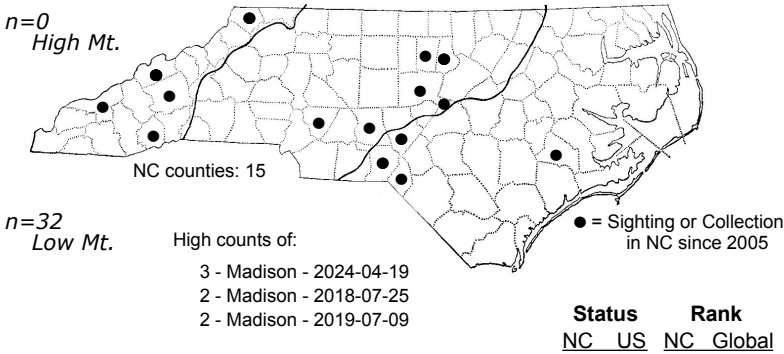 n=0
High Mt.
NC counties: 15
n=32
Low Mt.
High counts of:
3 - Madison - 2024-04-19
2 - Madison - 2018-07-25
2 - Madison - 2019-07-09
● = Sighting or Collection
in NC since 2005
Status Rank
NC US NC Global